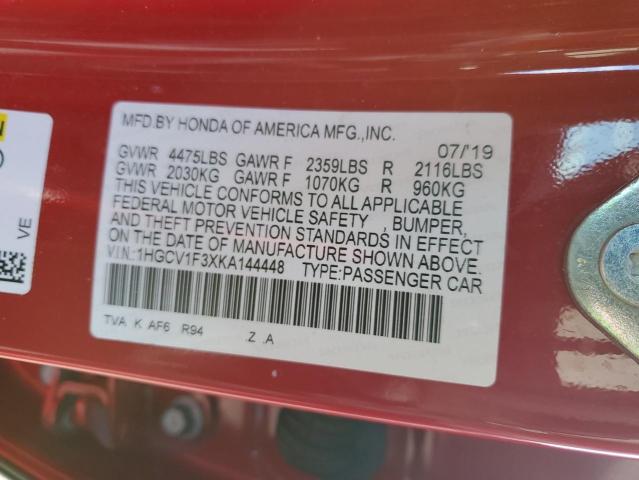 MFD.BY HONDA OF AMERICA MFG.,INC. 07/'19
GVWR 4475LBS GAWR F 2359LBS R 2116LBS
GVWR 2030KG GAWR F 1070KG R 960KG
THIS VEHICLE CONFORMS TO ALL APPLICABLE
FEDERAL MOTOR VEHICLE SAFETY , BUMPER,
AND THEFT PREVENTION STANDARDS IN EFFECT
ON THE DATE OF MANUFACTURE SHOWN ABOVE.
V.I.N.:1HGCV1F3XKA144448 TYPE:PASSENGER CAR
TVA K AF6 R94 .Z .A
VE